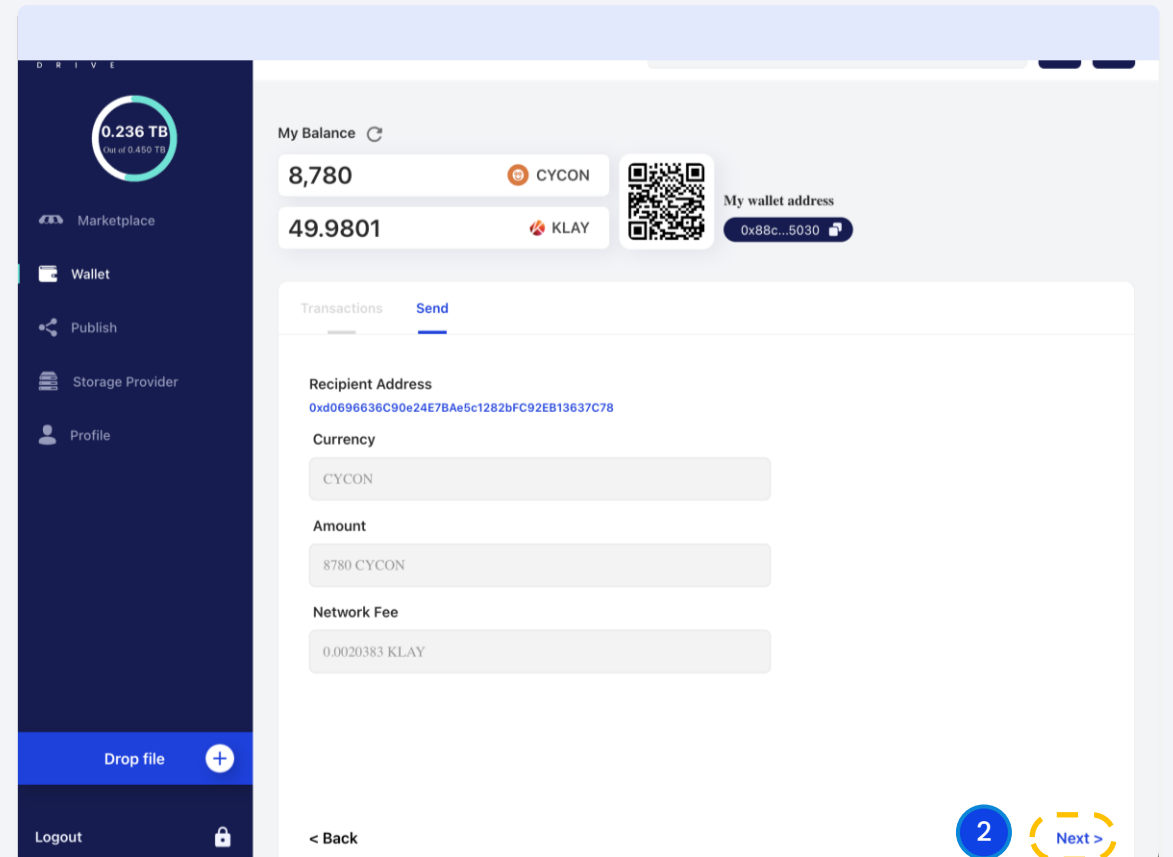 DRIVE
0.236 TB
Out of 0.450 TB
Marketplace
Wallet
Publish
Storage Provider
Profile
Drop file
Logout
My Balance
8,780 CYCON
49.9801 KLAY
My wallet address
0x88c...5030
Transactions Send
Recipient Address
0xd0696636C90e24E7BAe5c1282bFC92EB13637C78
Currency
CYCON
Amount
8780 CYCON
Network Fee
0.0020383 KLAY
< Back
2
Next >